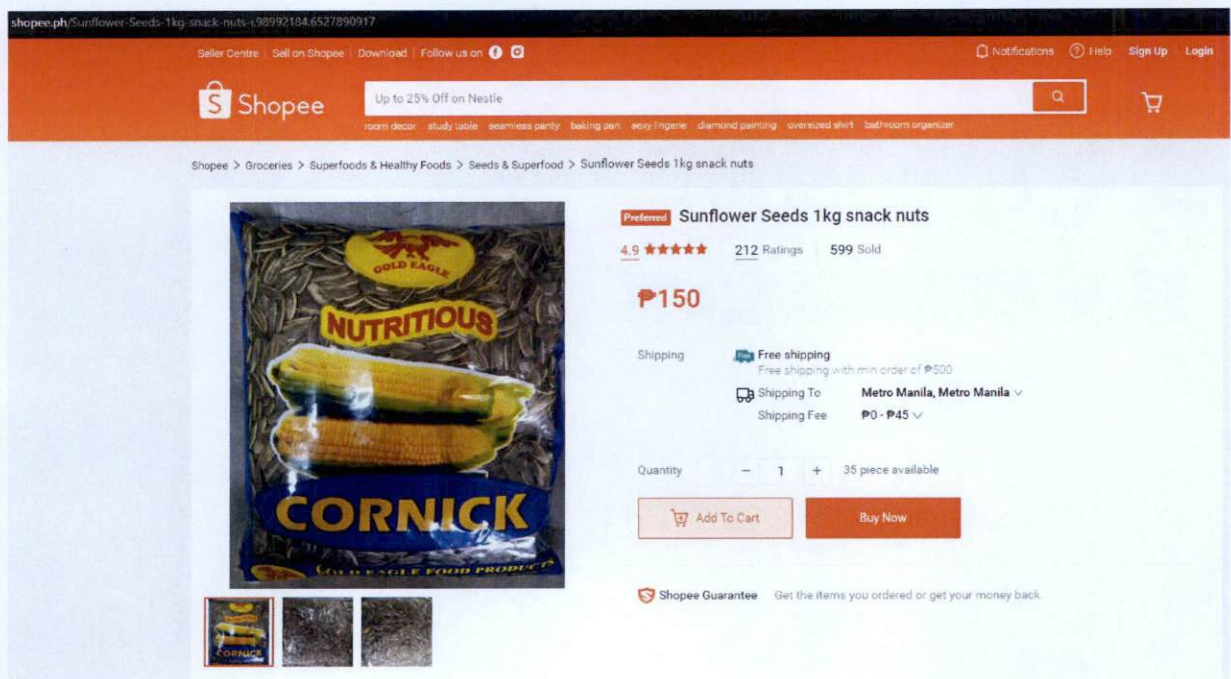 shopee.ph/Sunflower-Seeds-1kg-snack-nuts-i.98992184.6527890917
Seller Centre | Sell on Shopee | Download | Follow us on
Notifications Help Sign Up Login
Shopee
Up to 25% Off on Nestle
room decor study table seamless panty baking pan sexy lingerie diamond painting oversized shirt bathroom organizer
Shopee > Groceries > Superfoods & Healthy Foods > Seeds & Superfood > Sunflower Seeds 1kg snack nuts
GOLD EAGLE
NUTRITIOUS
CORNICK
GOLD EAGLE FOOD PRODUCTS
NUTRITIOUS
CORNICK
Preferred Sunflower Seeds 1kg snack nuts
4.9 ★★★★★ 212 Ratings 599 Sold
₱150
Shipping Free shipping
Free shipping with min order of ₱500
Shipping To Metro Manila, Metro Manila
Shipping Fee ₱0 - ₱45
Quantity − 1 + 35 piece available
Add To Cart Buy Now
Shopee Guarantee Get the items you ordered or get your money back.